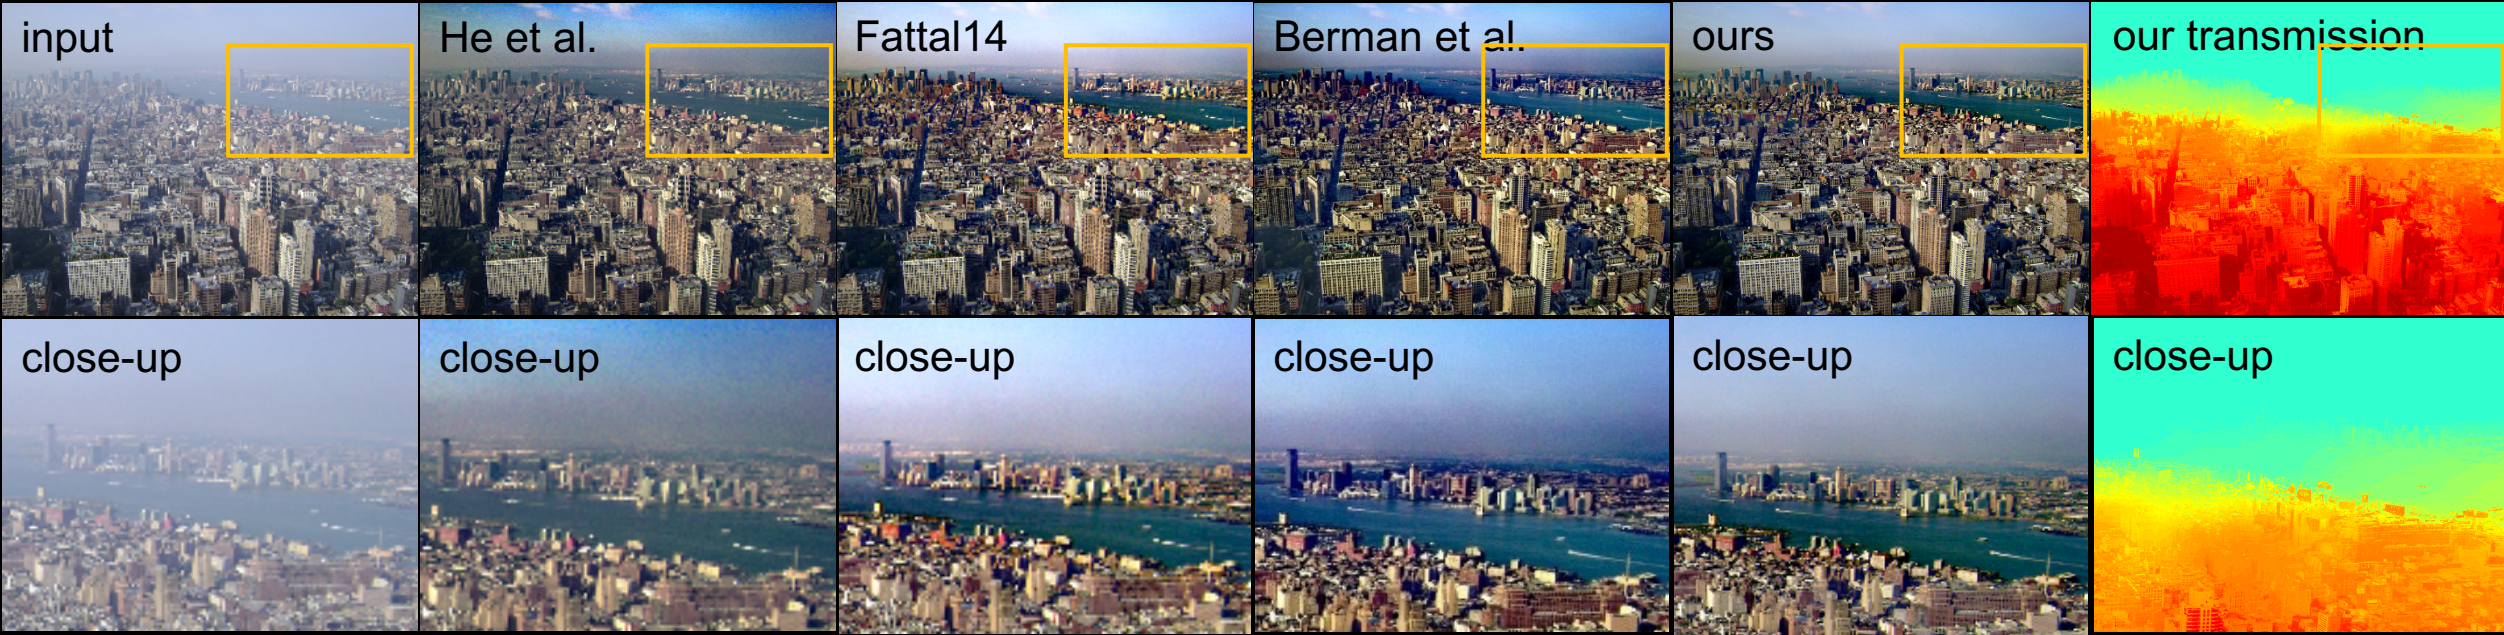 input
He et al.
Fattal14
Berman et al.
ours
our transmission
close-up
close-up
close-up
close-up
close-up
close-up